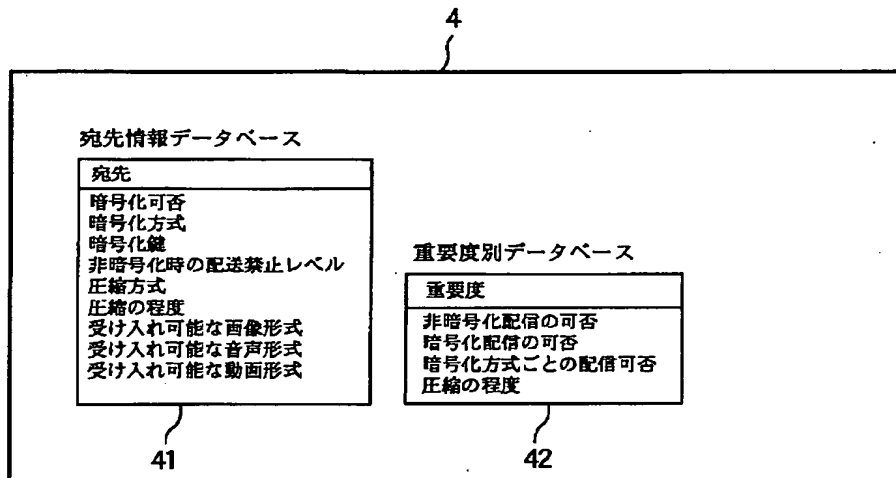 4
宛先情報データベース
宛先
暗号化可否
暗号化方式
暗号化鍵
非暗号化時の配送禁止レベル
圧縮方式
圧縮の程度
受け入れ可能な画像形式
受け入れ可能な音声形式
受け入れ可能な動画形式
41
重要度別データベース
重要度
非暗号化配信の可否
暗号化配信の可否
暗号化方式ごとの配信可否
圧縮の程度
42